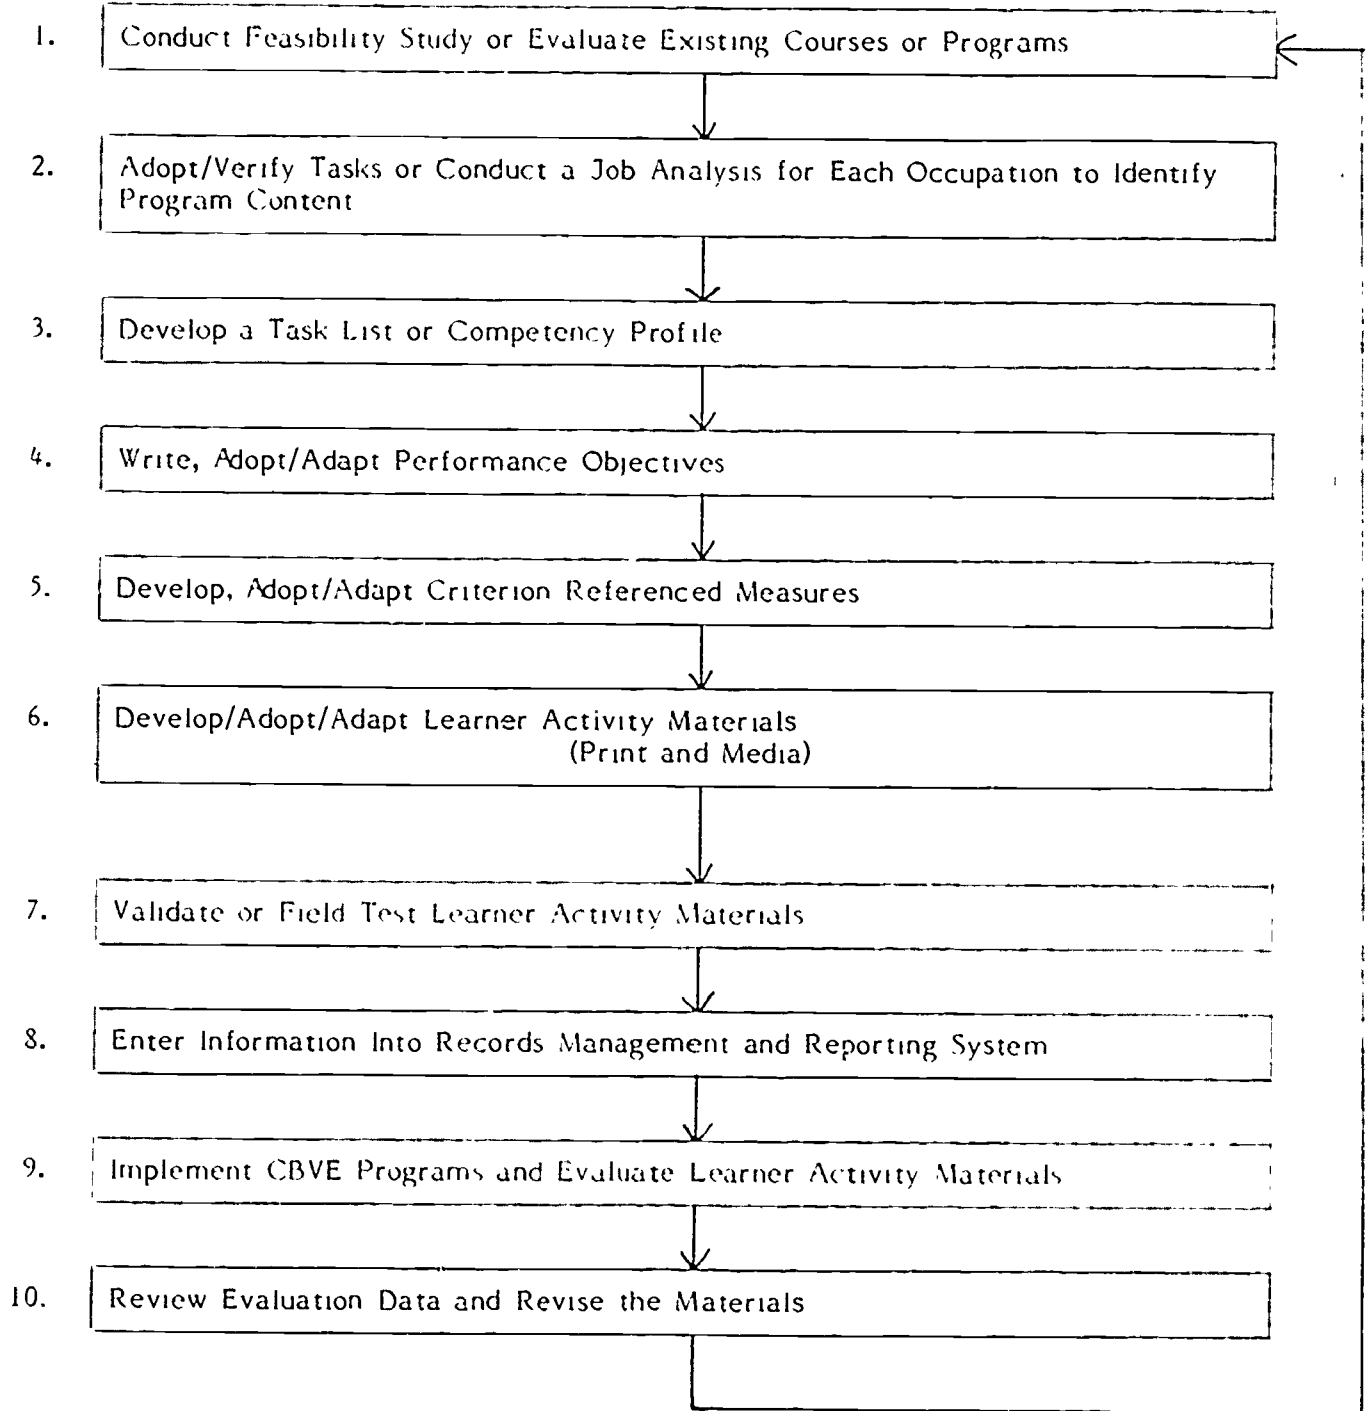 1. Conduct Feasibility Study or Evaluate Existing Courses or Programs
2. Adopt/Verify Tasks or Conduct a Job Analysis for Each Occupation to Identify
Program Content
3. Develop a Task List or Competency Profile
4. Write, Adopt/Adapt Performance Objectives
5. Develop, Adopt/Adapt Criterion Referenced Measures
6. Develop/Adopt/Adapt Learner Activity Materials
(Print and Media)
7. Validate or Field Test Learner Activity Materials
8. Enter Information Into Records Management and Reporting System
9. Implement CBVE Programs and Evaluate Learner Activity Materials
10. Review Evaluation Data and Revise the Materials